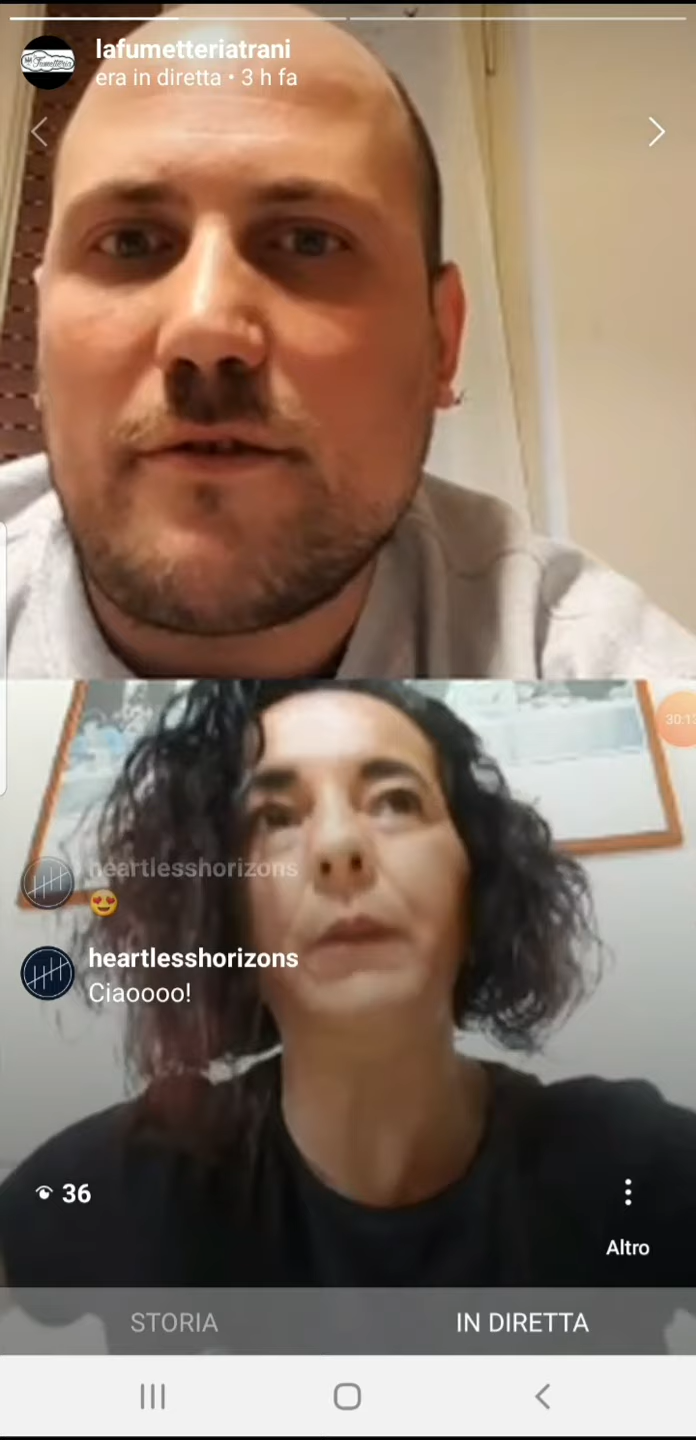 lafumetteriatrani
era in diretta • 3 h fa
heartlesshorizons
😍
heartlesshorizons
Ciaoooo!
36
Altro
STORIA
IN DIRETTA